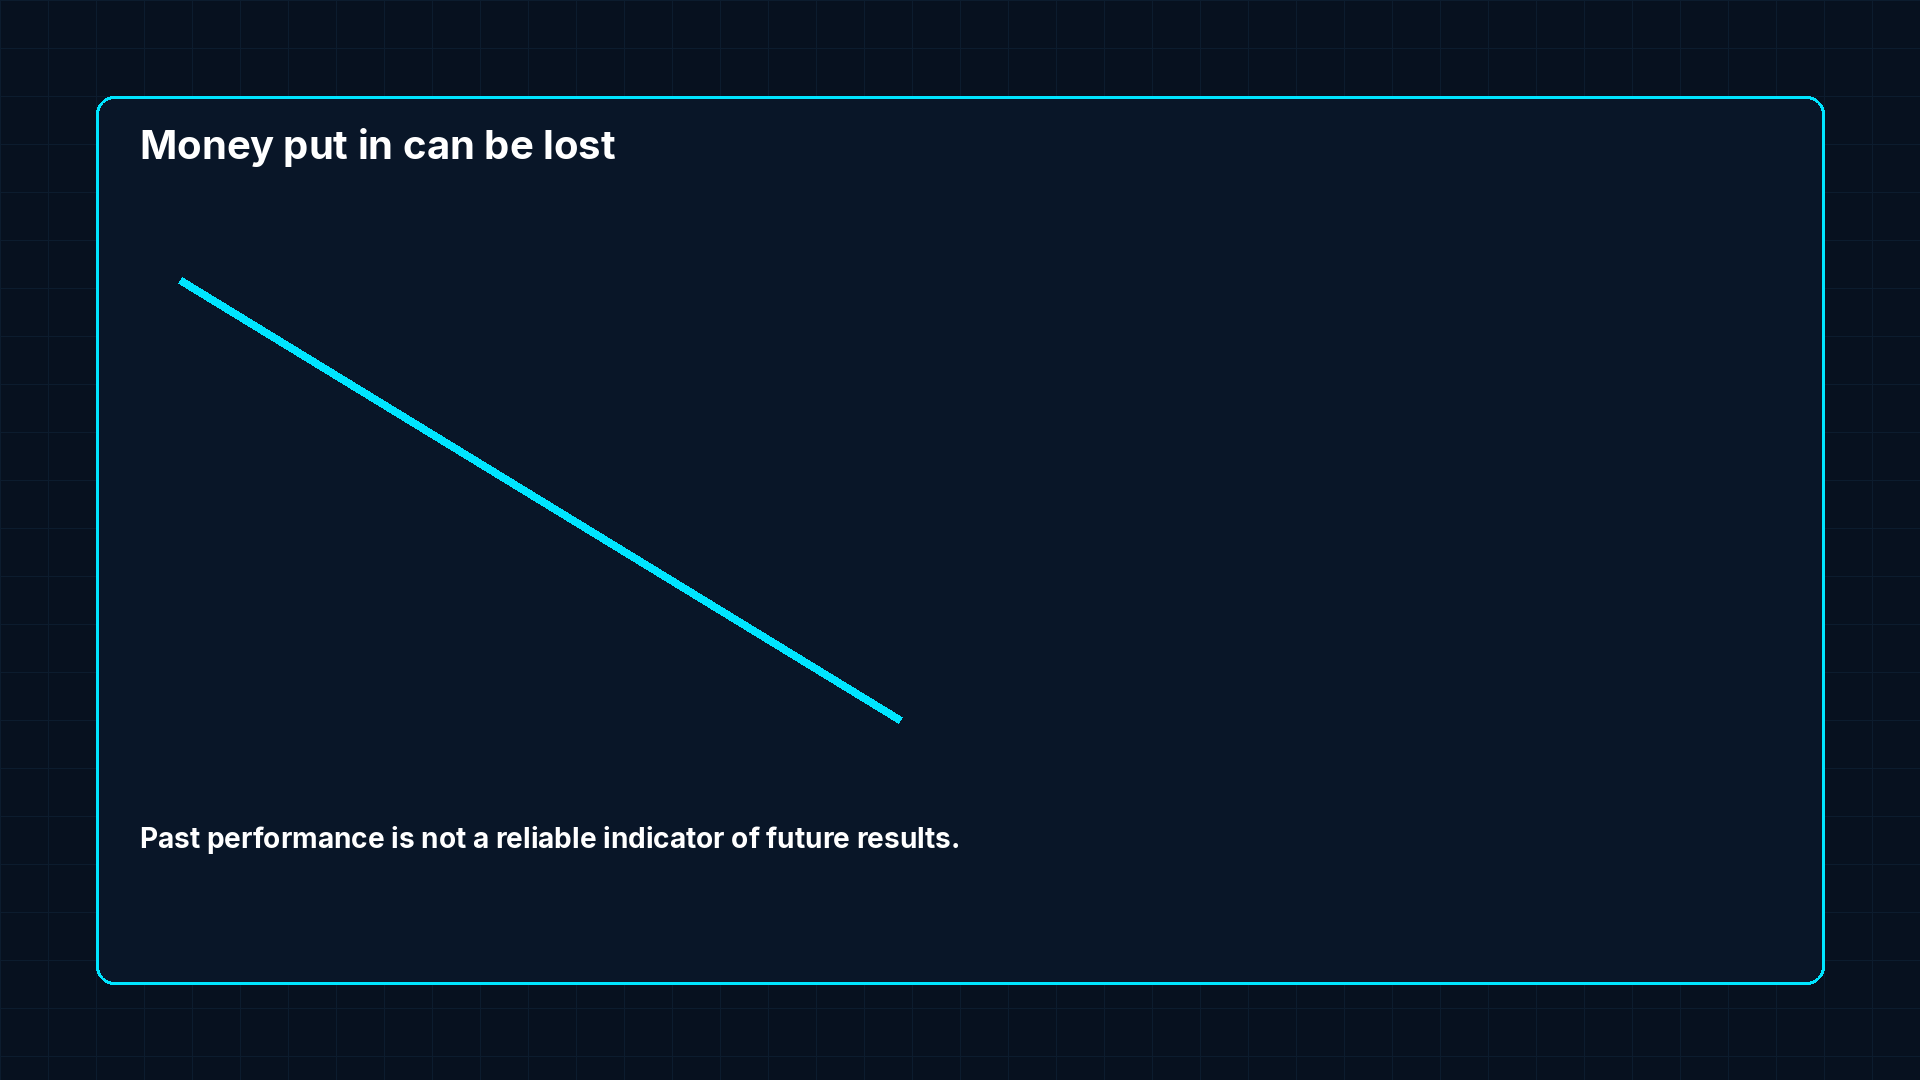 Money put in can be lost
Past performance is not a reliable indicator of future results.